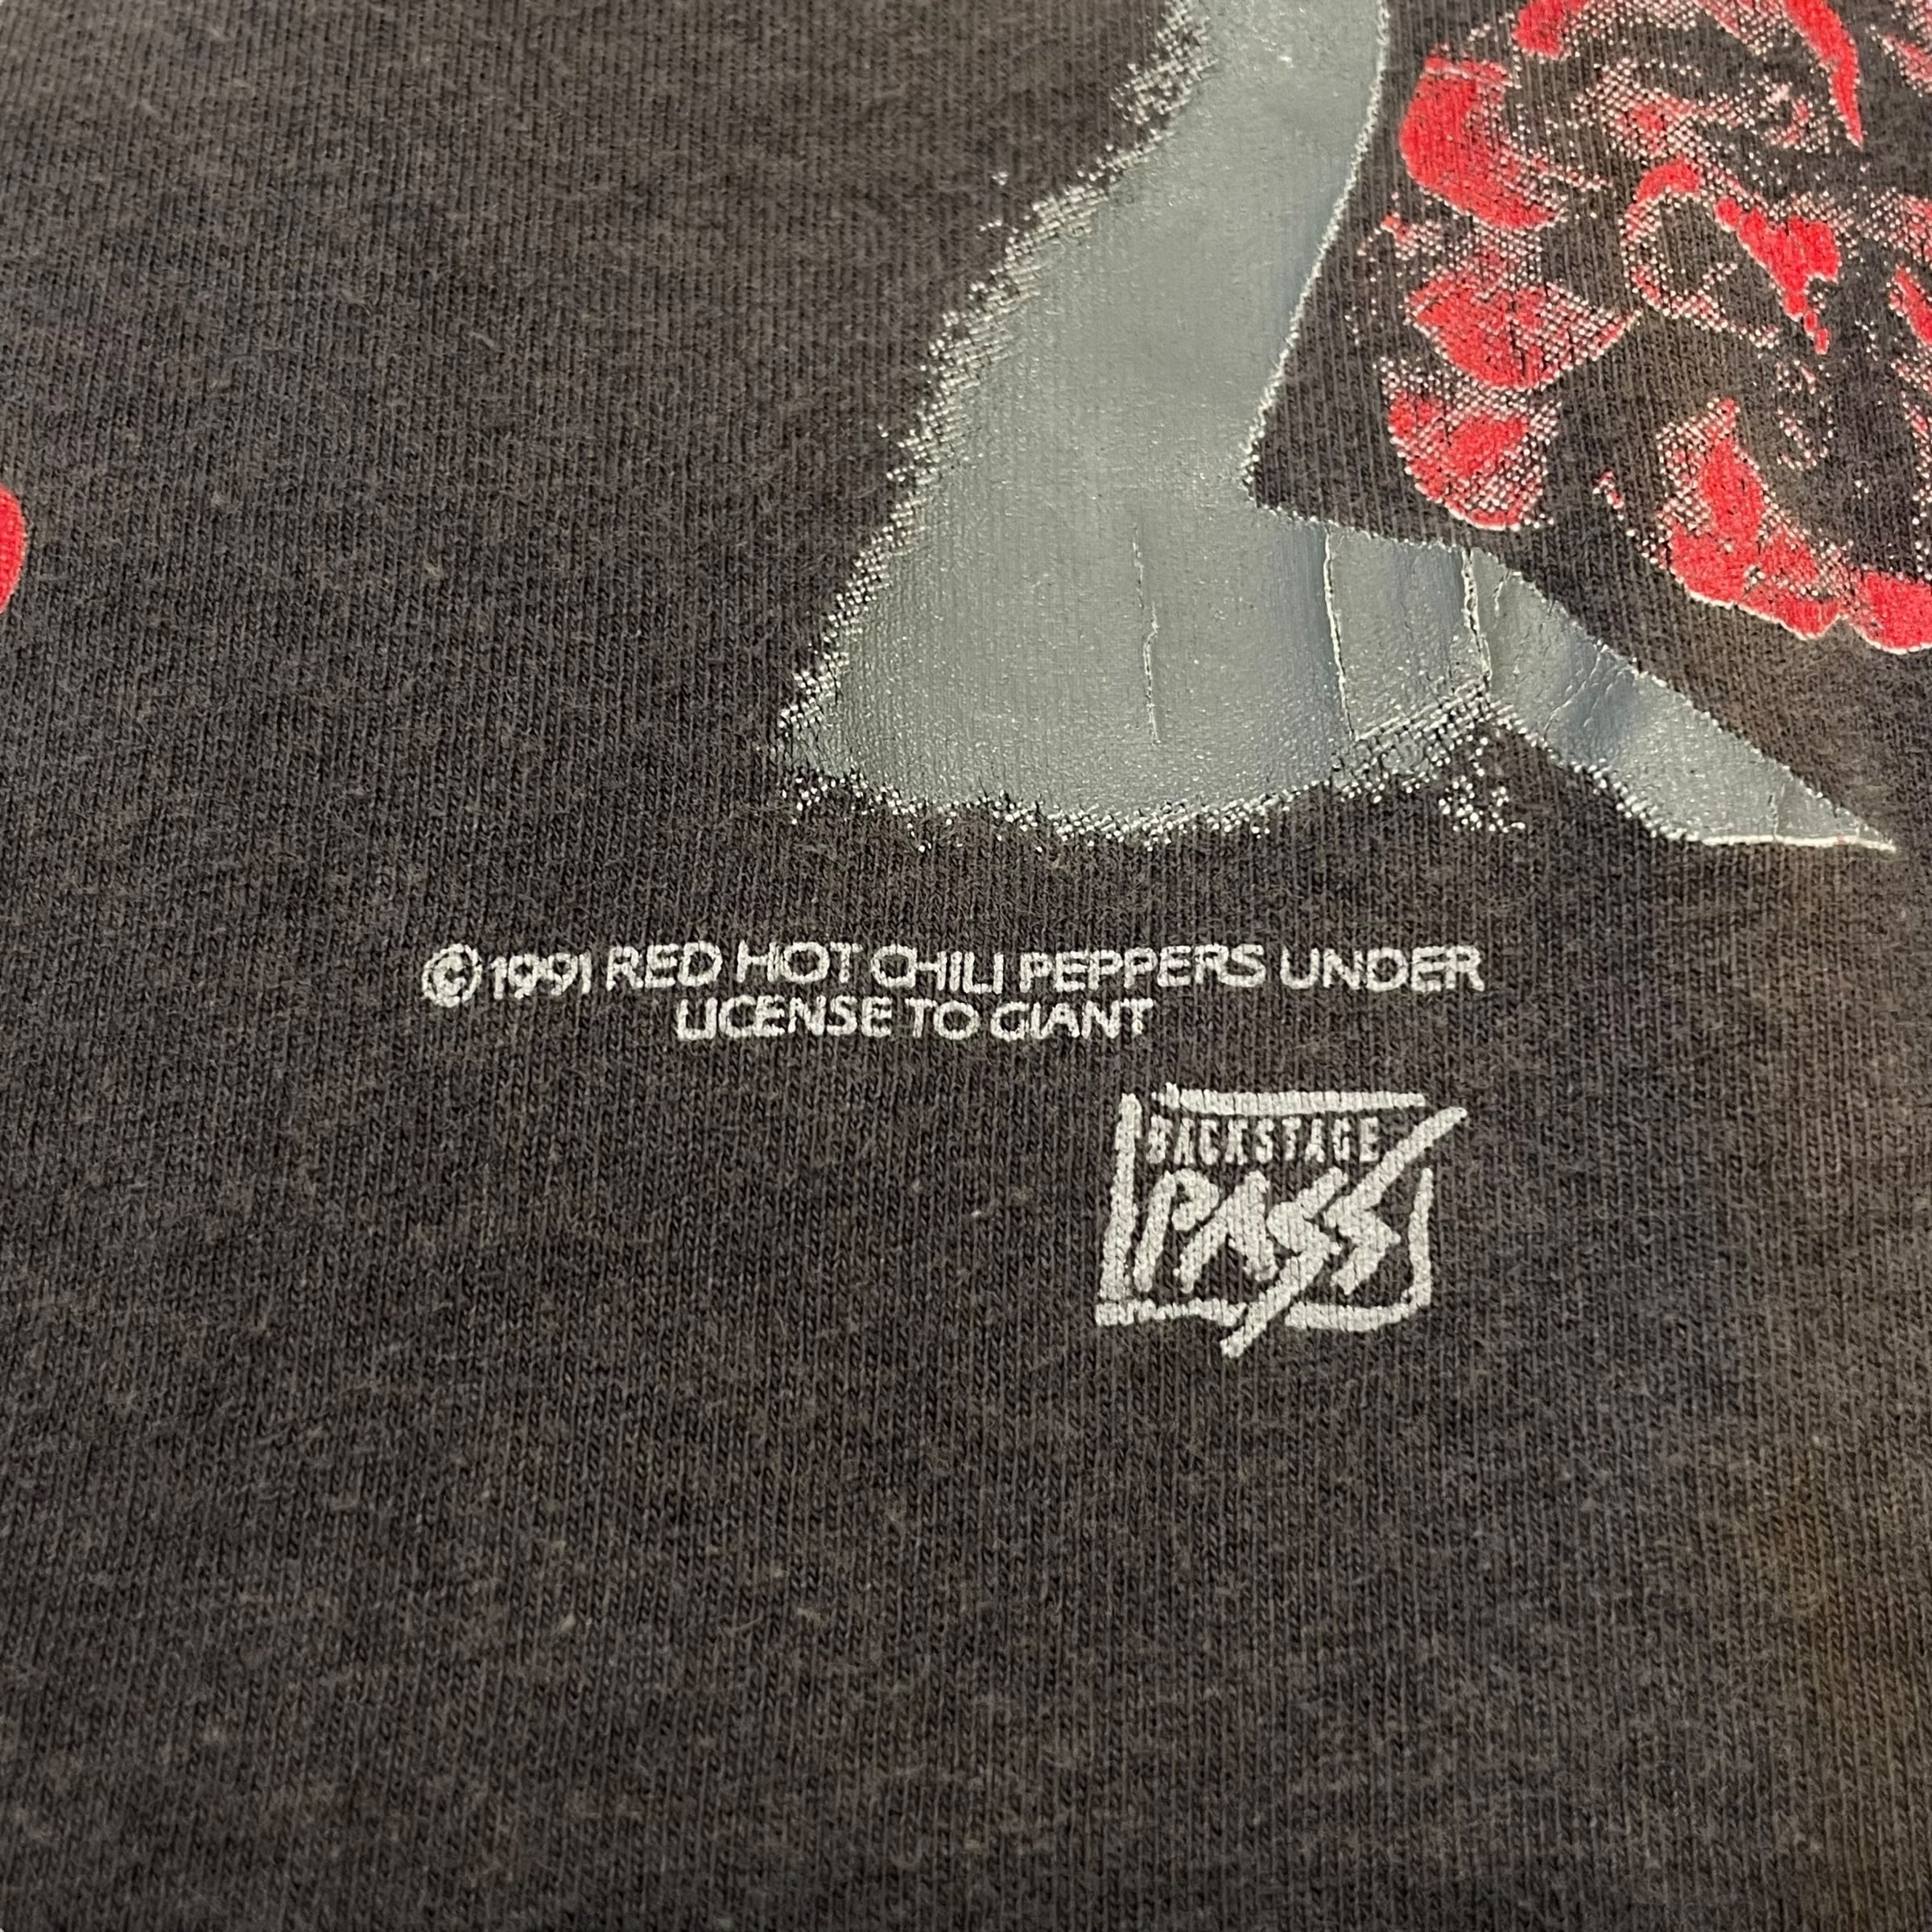 ©1991 RED HOT CHILI PEPPERS UNDER
LICENSE TO GIANT
BACKSTAGE
PASS